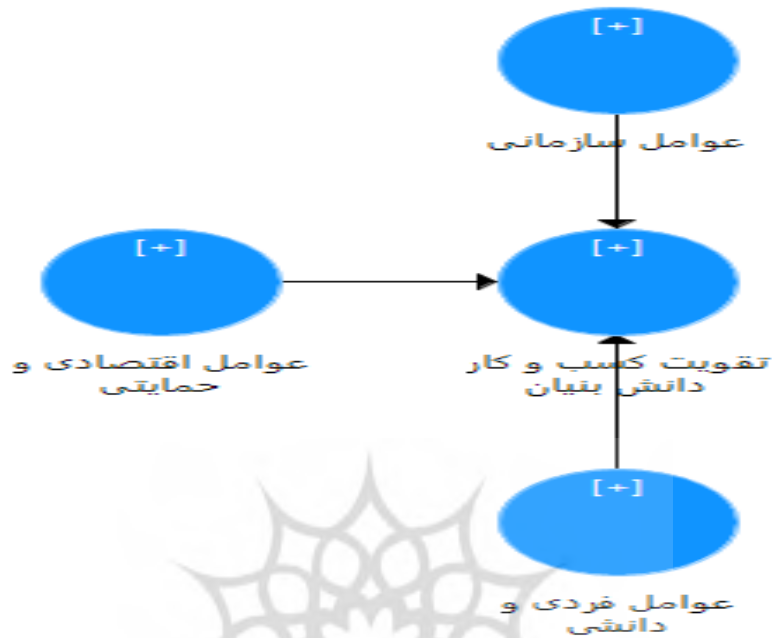 [+]
عوامل سازمانی
[+]
[+]
تقویت کسب و کار
دانش بنیان
عوامل اقتصادی و
حمایتی
[+]
عوامل فردی و
دانشی